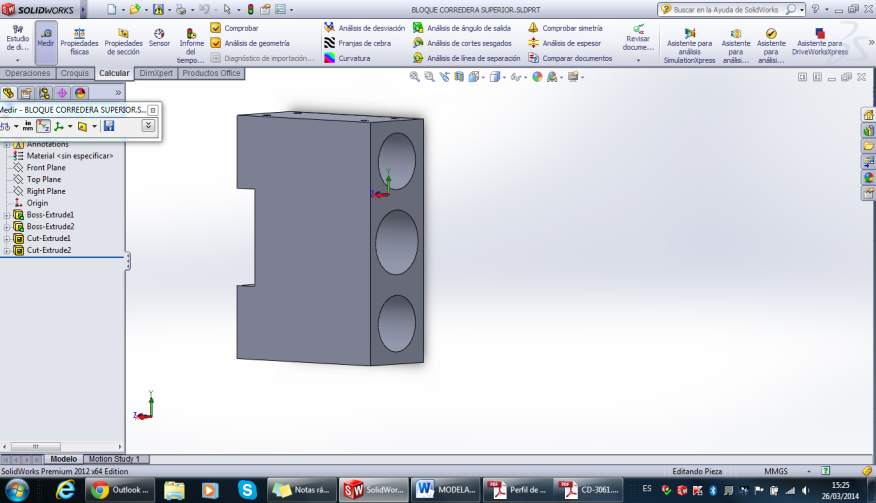 SOLIDWORKS
BLOQUE CORREDERA SUPERIOR.SLDPRT
Buscar en la Ayuda de SolidWorks
Estudio de di...
Medir
Propiedades físicas
Propiedades de sección
Sensor
Informe del tiempo...
Comprobar
Análisis de geometría
Diagnóstico de importación...
Análisis de desviación
Franjas de cebra
Curvatura
Análisis de ángulo de salida
Análisis de cortes sesgados
Análisis de línea de separación
Comprobar simetría
Análisis de espesor
Comparar documentos
Revisar docume...
Asistente para análisis SimulationXpress
Asistente para análisi...
Asistente para análisi...
Asistente para DriveWorksXpress
Operaciones Croquis Calcular DimXpert Productos Office
Medir - BLOQUE CORREDERA SUPERIOR.S...
in mm
Annotations
Material <sin especificar>
Front Plane
Top Plane
Right Plane
Origin
Boss-Extrude1
Boss-Extrude2
Cut-Extrude1
Cut-Extrude2
Y
Z
Y
Z
Modelo Motion Study 1
SolidWorks Premium 2012 x64 Edition
Editando Pieza MMGS
Outlook ...
Notas rá...
SolidWor...
MODELA...
Perfil de ...
CD-3061....
ES
15:25
26/03/2014